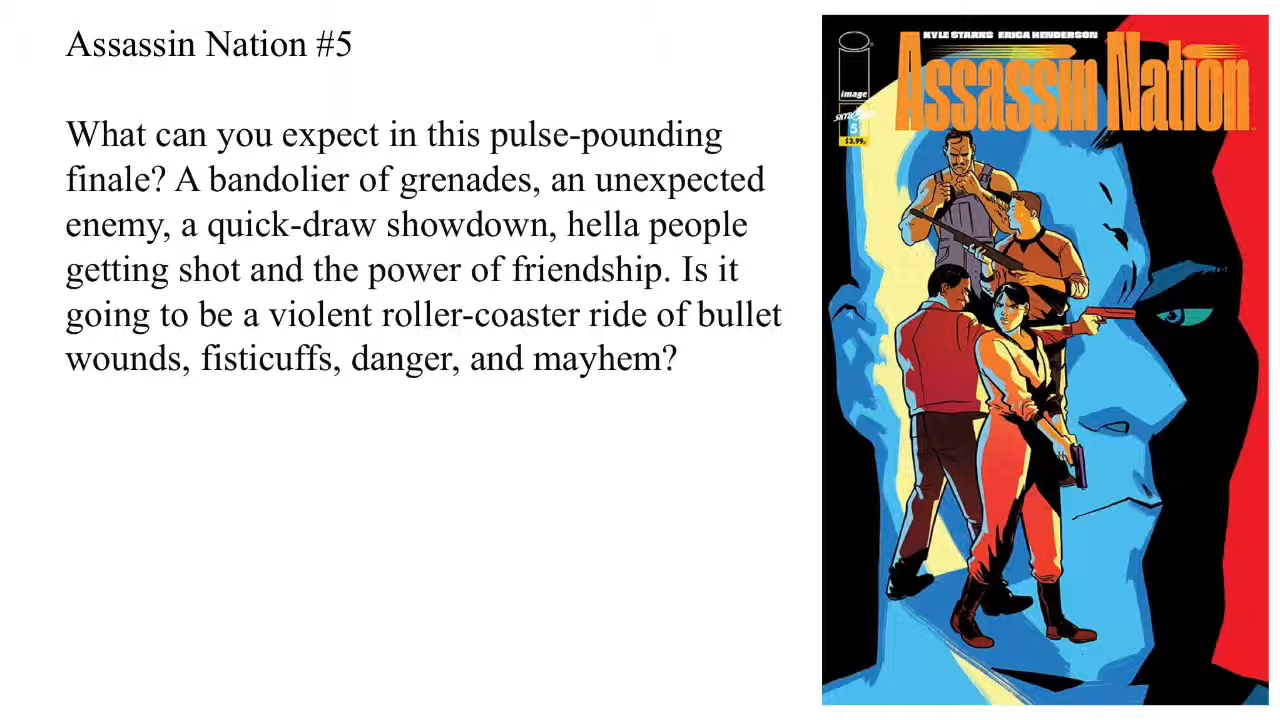 Assassin Nation #5
What can you expect in this pulse-pounding
finale? A bandolier of grenades, an unexpected
enemy, a quick-draw showdown, hella people
getting shot and the power of friendship. Is it
going to be a violent roller-coaster ride of bullet
wounds, fisticuffs, danger, and mayhem?
KYLE STARKS ERICA HENDERSON
Assassin Nation
image
5
$3.99